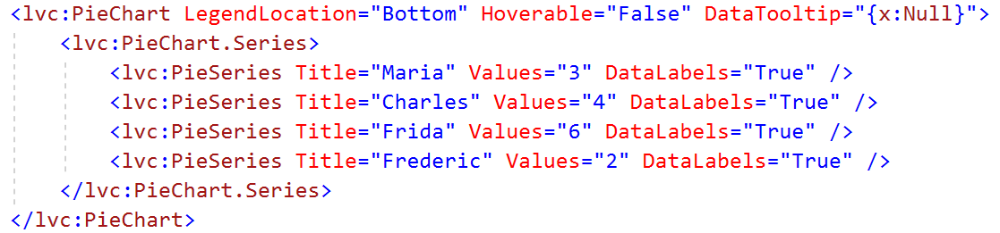 <lvc:PieChart LegendLocation="Bottom" Hoverable="False" DataTooltip="{x:Null}">
    <lvc:PieChart.Series>
        <lvc:PieSeries Title="Maria" Values="3" DataLabels="True" />
        <lvc:PieSeries Title="Charles" Values="4" DataLabels="True" />
        <lvc:PieSeries Title="Frida" Values="6" DataLabels="True" />
        <lvc:PieSeries Title="Frederic" Values="2" DataLabels="True" />
    </lvc:PieChart.Series>
</lvc:PieChart>